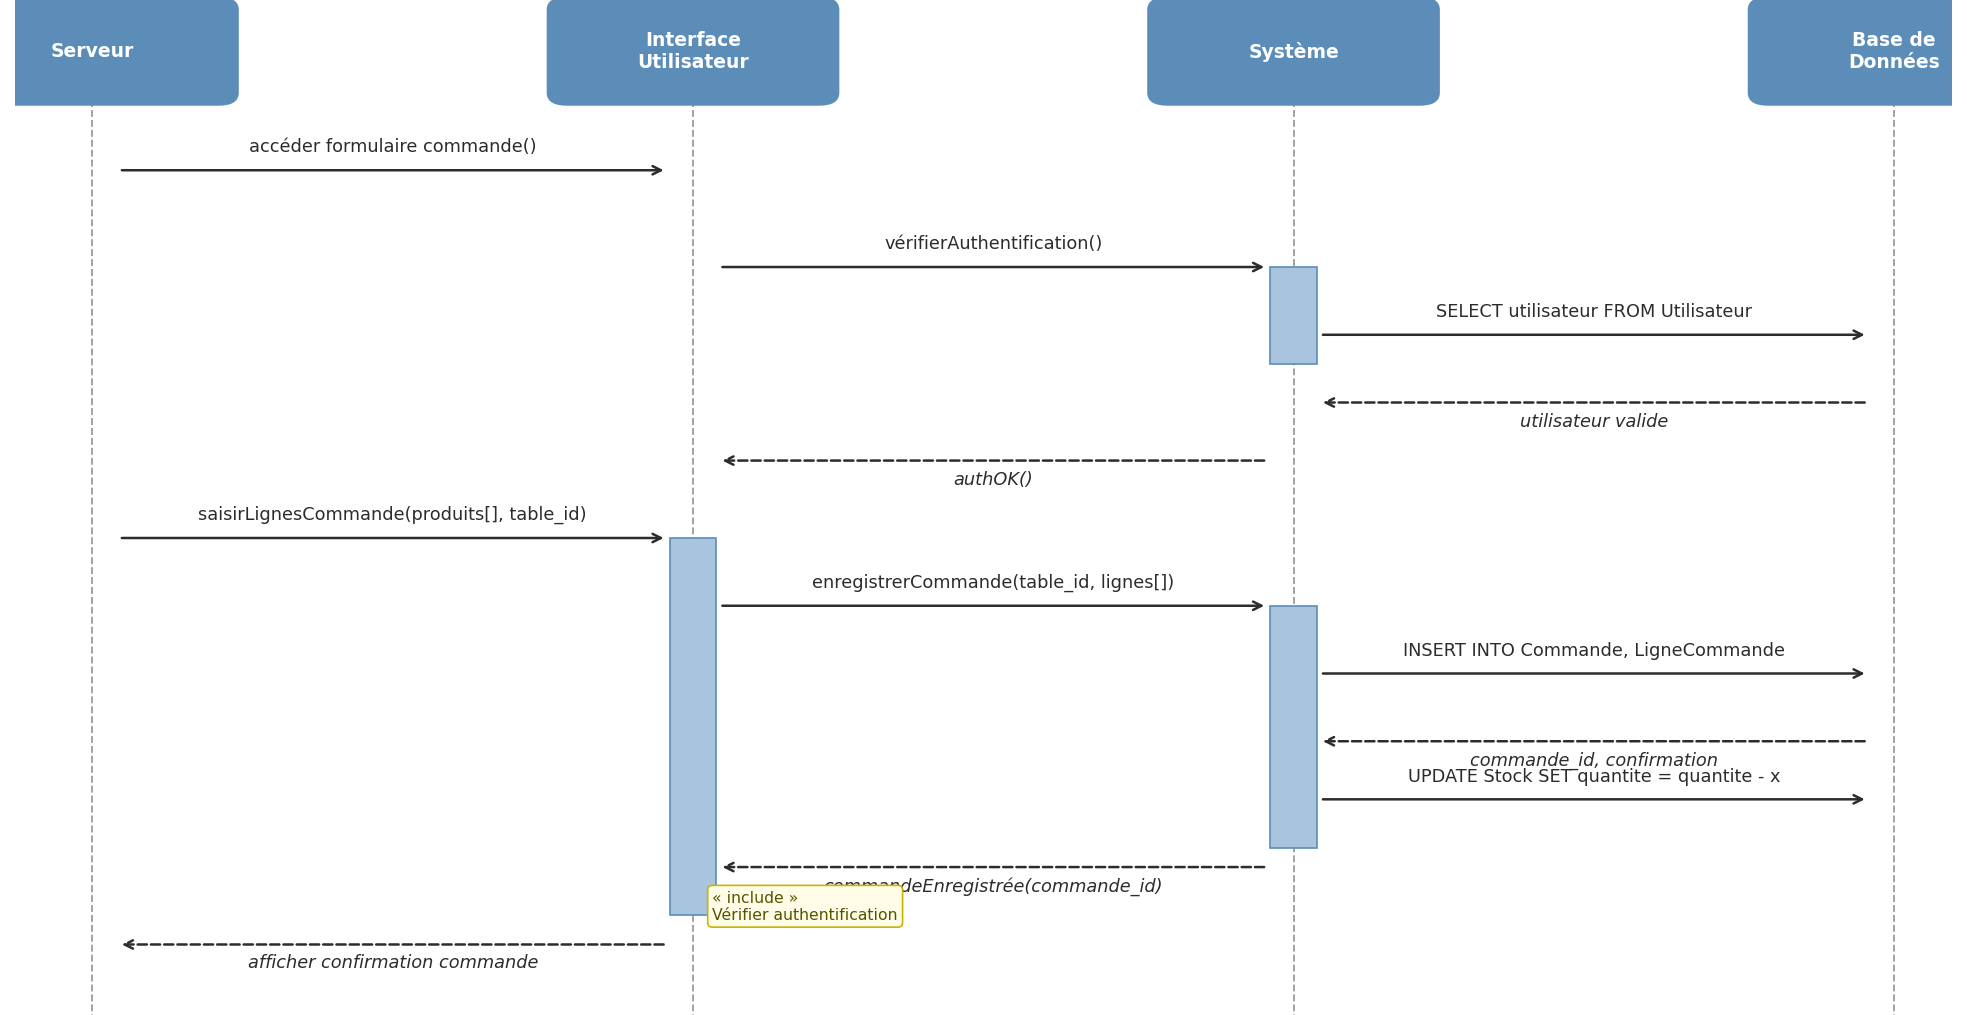 Serveur
Interface
Utilisateur
Système
Base de
Données
accéder formulaire commande()
vérifierAuthentification()
SELECT utilisateur FROM Utilisateur
utilisateur valide
authOK()
saisirLignesCommande(produits[], table_id)
enregistrerCommande(table_id, lignes[])
INSERT INTO Commande, LigneCommande
commande_id, confirmation
UPDATE Stock SET quantite = quantite - x
commandeEnregistrée(commande_id)
« include »
Vérifier authentification
afficher confirmation commande